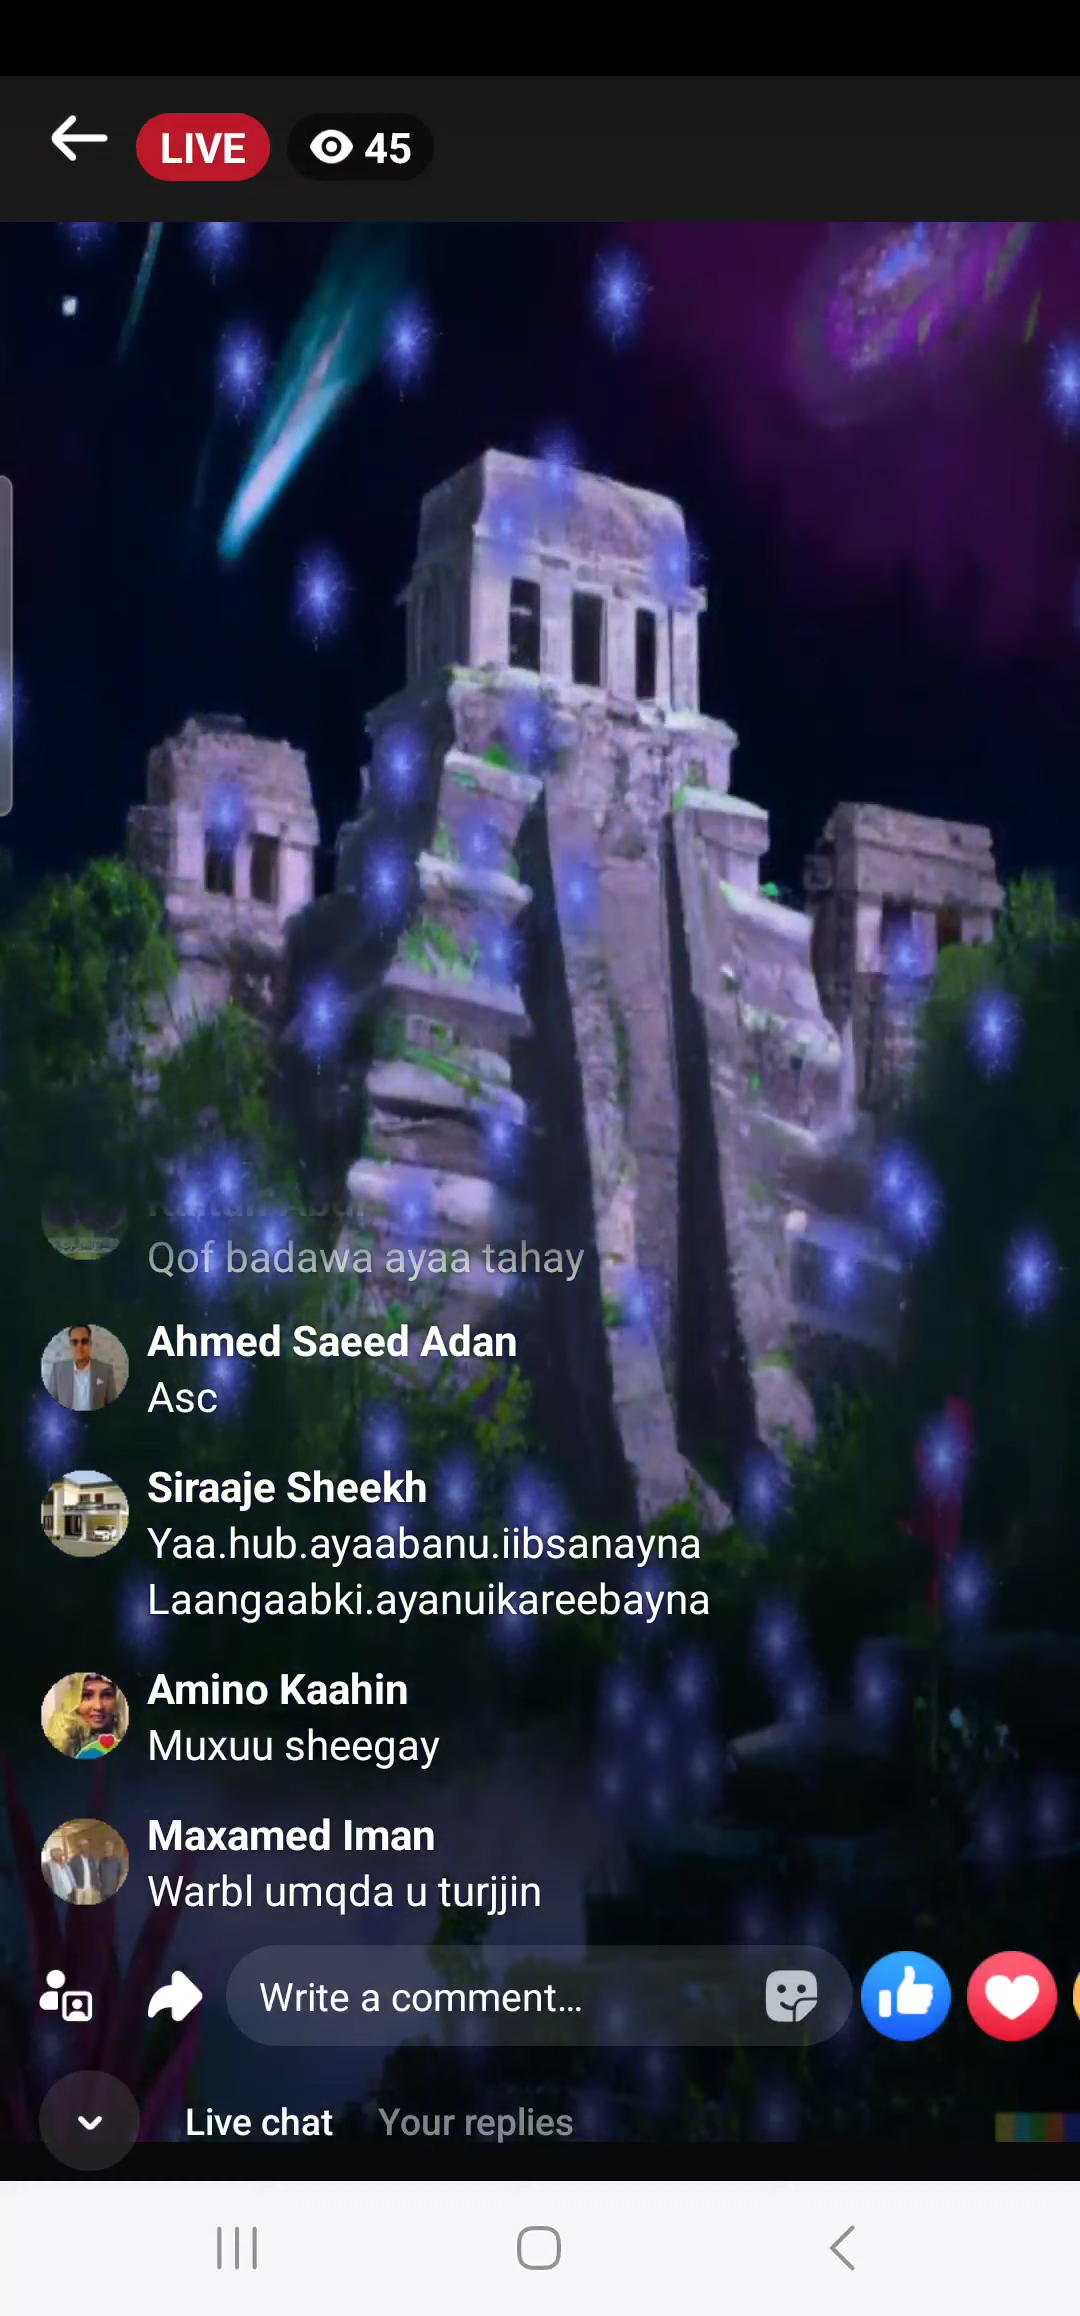 LIVE
45
Qof badawa ayaa tahay
Ahmed Saeed Adan
Asc
Siraaje Sheekh
Yaa.hub.ayaabanu.iibsanayna
Laangaabki.ayanuikareebayna
Amino Kaahin
Muxuu sheegay
Maxamed Iman
Warbl umqda u turjjin
Write a comment...
Live chat
Your replies